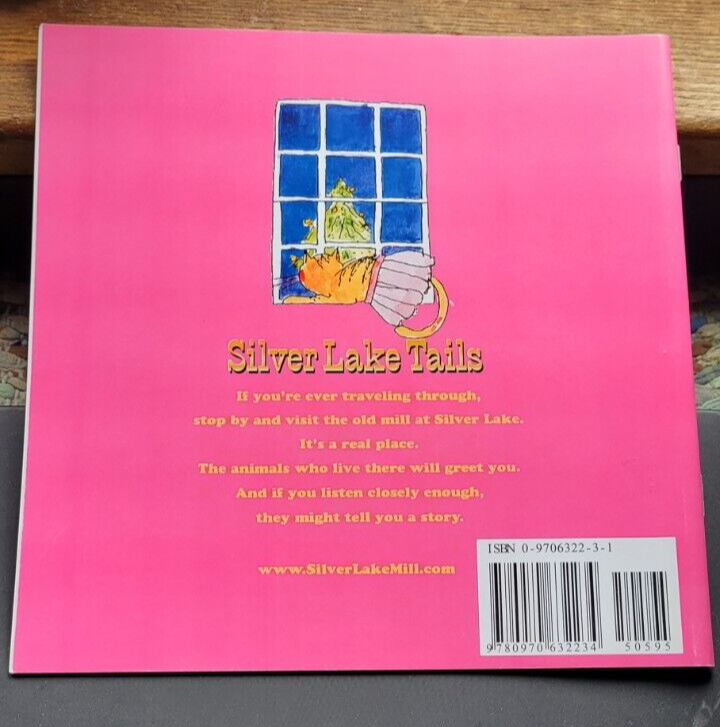 Silver Lake Tails
If you're ever traveling through,
stop by and visit the old mill at Silver Lake.
It's a real place.
The animals who live there will greet you.
And if you listen closely enough,
they might tell you a story.
www.SilverLakeMill.com
ISBN 0-9706322-3-1
9 780970 632234
50595